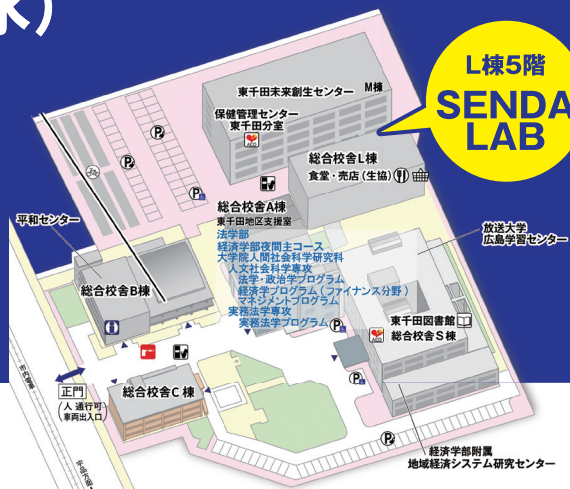 水)
L棟5階
SENDA
LAB
東千田未来創生センター M棟
保健管理センター
東千田分室
AED
総合校舎L棟
食堂・売店(生協)
総合校舎A棟
東千田地区支援室
法学部
経済学部夜間主コース
大学院人間社会科学研究科
人文社会科学専攻
法学・政治学プログラム
経済学プログラム(ファイナンス分野)
マネジメントプログラム
実務法学専攻
実務法学プログラム
平和センター
総合校舎B棟
放送大学
広島学習センター
東千田図書館
AED
総合校舎S棟
P
P
P
P
P
P
正門
(人 通行可
車両出入口)
総合校舎C棟
市内電車
経済学部附属
地域経済システム研究センター